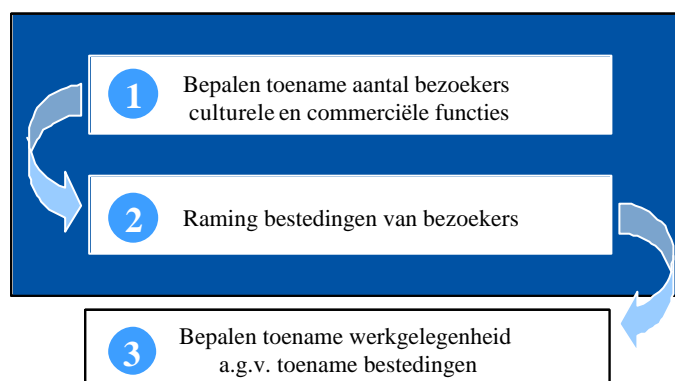 1 Bepalen toename aantal bezoekers
culturele en commerciële functies
2 Raming bestedingen van bezoekers
3 Bepalen toename werkgelegenheid
a.g.v. toename bestedingen